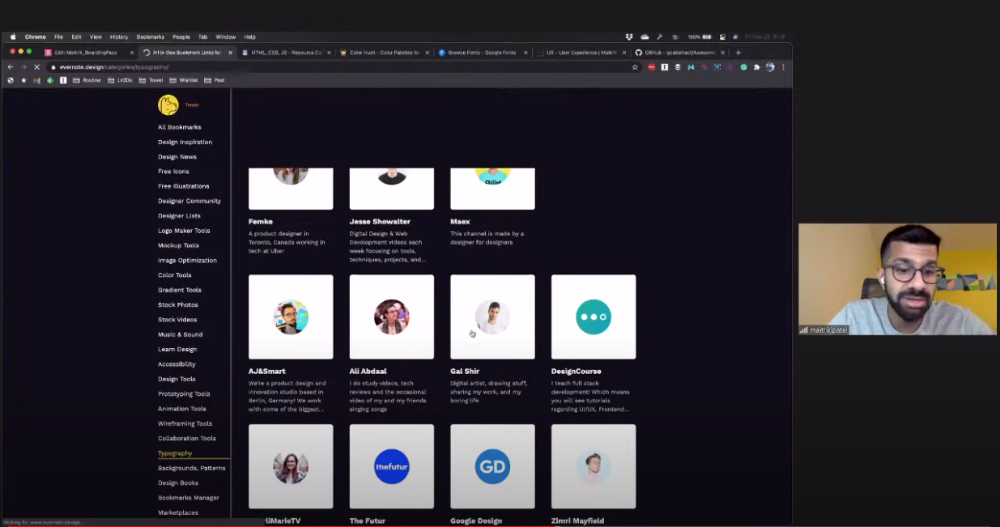 Chrome File Edit View History Bookmarks People Tab Window Help
100%
Edit: Maitrik_BoardingPass
All In One Bookmark Links for
HTML, CSS, JS - Resource Ca
Color Hunt - Color Palettes for
Browse Fonts - Google Fonts
UX - User Experience | Maitrik
GitHub - goabstract/Awesome
evernote.design/categories/typography/
Routine Lv2Do Travel Wishlist Past
Tweet
All Bookmarks
Design Inspiration
Design News
Free Icons
Free Illustrations
Designer Community
Designer Lists
Logo Maker Tools
Mockup Tools
Image Optimization
Color Tools
Gradient Tools
Stock Photos
Stock Videos
Music & Sound
Learn Design
Accessibility
Design Tools
Prototyping Tools
Animation Tools
Wireframing Tools
Collaboration Tools
Typography
Backgrounds, Patterns
Design Books
Bookmarks Manager
Marketplaces
Femke
A product designer in
Toronto, Canada working in
tech at Uber
Jesse Showalter
Digital Design & Web
Development videos each
week focusing on tools,
techniques, projects, and...
Maex
This channel is made by a
designer for designers
AJ&Smart
We're a product design and
innovation studio based in
Berlin, Germany! We work
with some of the biggest...
Ali Abdaal
I do study videos, tech
reviews and the occasional
video of my and my friends
singing songs
Gal Shir
Digital artist, drawing stuff,
sharing my work, and my
boring life
DesignCourse
I teach full stack
development! Which means
you will see tutorials
regarding UI/UX, Frontend...
liMarieTV
thefutur
The Futur
GD
Google Design
Zimri Mayfield
Waiting for www.evernote.design...
maitrikjpatel